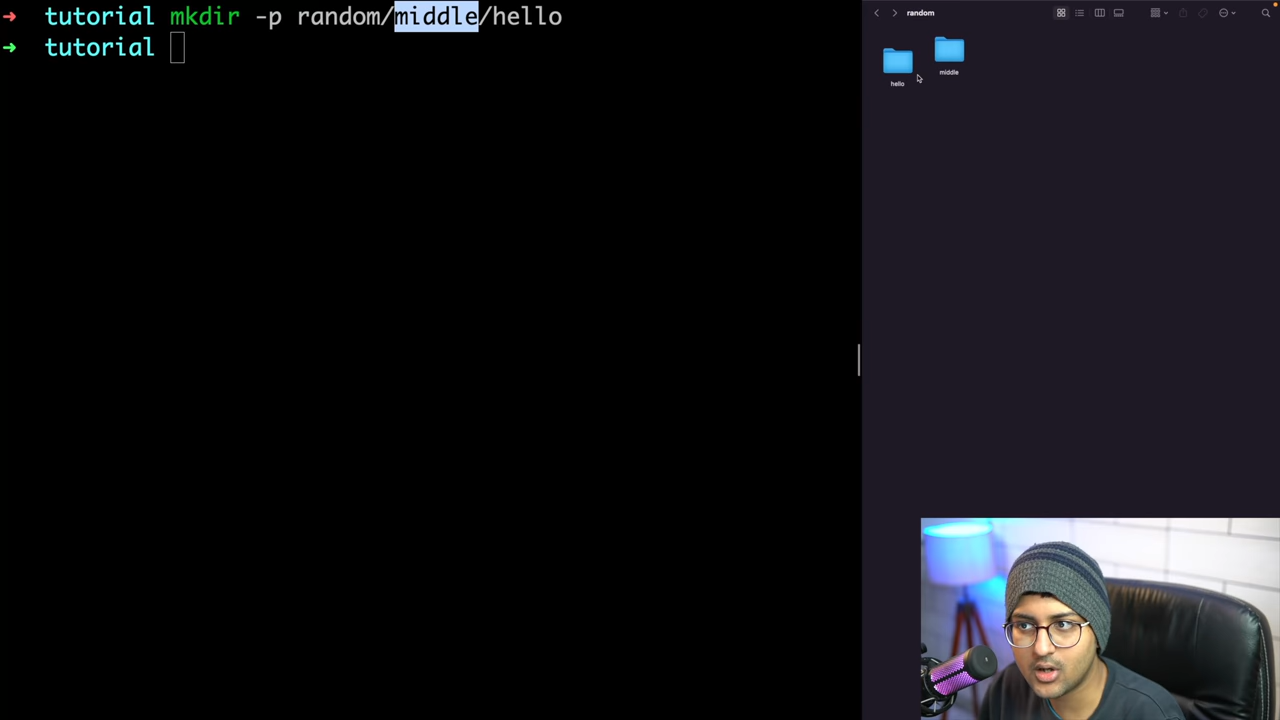 ➜ tutorial mkdir -p random/middle/hello
➜ tutorial
random
hello
middle